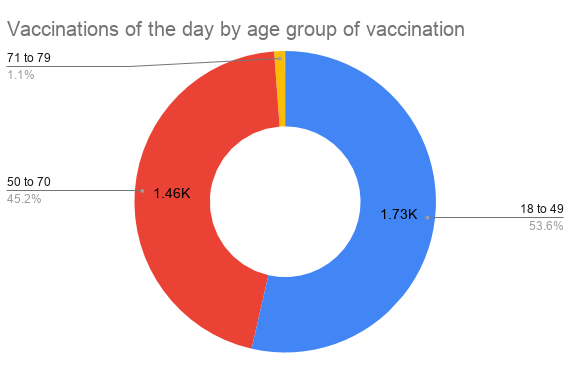 Vaccinations of the day by age group of vaccination
71 to 79
1.1%
50 to 70
45.2%
1.46K
1.73K
18 to 49
53.6%